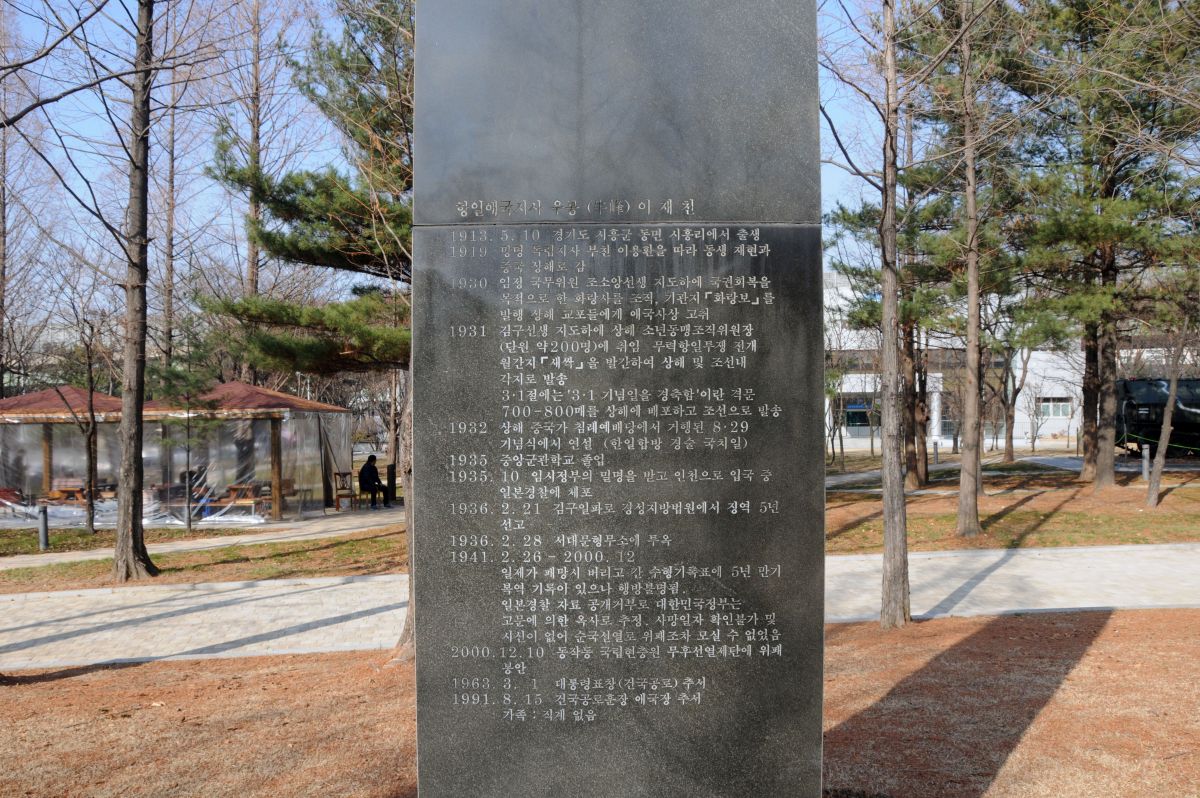 항일애국지사 우봉 (牛峰) 이 재 천
1913. 5. 10 경기도 시흥군 동면 시흥리에서 출생
1919 망명 독립지사 부친 이용환을 따라 동생 재현과
중국 상해로 감
1930 임정 국무위원 조소앙선생 지도하에 국권회복을
목적으로 한 화랑사를 조직, 기관지「화랑보」를
발행 상해 교포들에게 애국사상 고취
1931 김구선생 지도하에 상해 소년동맹조직위원장
(단원 약200명)에 취임 무력항일투쟁 전개
월간지「새싹」을 발간하여 상해 및 조선내
각지로 발송
3·1절에는 '3·1 기념일을 경축함'이란 격문
700-800매를 상해에 배포하고 조선으로 밀송
1932 상해 중국가 침례예배당에서 거행된 8·29
기념식에서 연설 (한일합방 경술 국치일)
1935 중앙군관학교 졸업
1935. 10 임시정부의 밀명을 받고 인천으로 입국 중
일본경찰에 체포
1936. 2. 21 김구일파로 경성지방법원에서 징역 5년
선고
1936. 2. 28 서대문형무소에 투옥
1941. 2. 26 - 2000. 12
일제가 패망시 버리고 간 수형기록표에 5년 만기
복역 기록이 있으나 행방불명됨.
일본경찰 자료 공개거부로 대한민국정부는
고문에 의한 옥사로 추정, 사망일자 확인불가 및
시신이 없어 순국선열로 위패조차 모실 수 없었음
2000. 12. 10 동작동 국립현충원 무후선열제단에 위패
봉안
1963. 3. 1 대통령표창(건국공로) 추서
1991. 8. 15 건국공로훈장 애국장 추서
가족 : 직계 없음